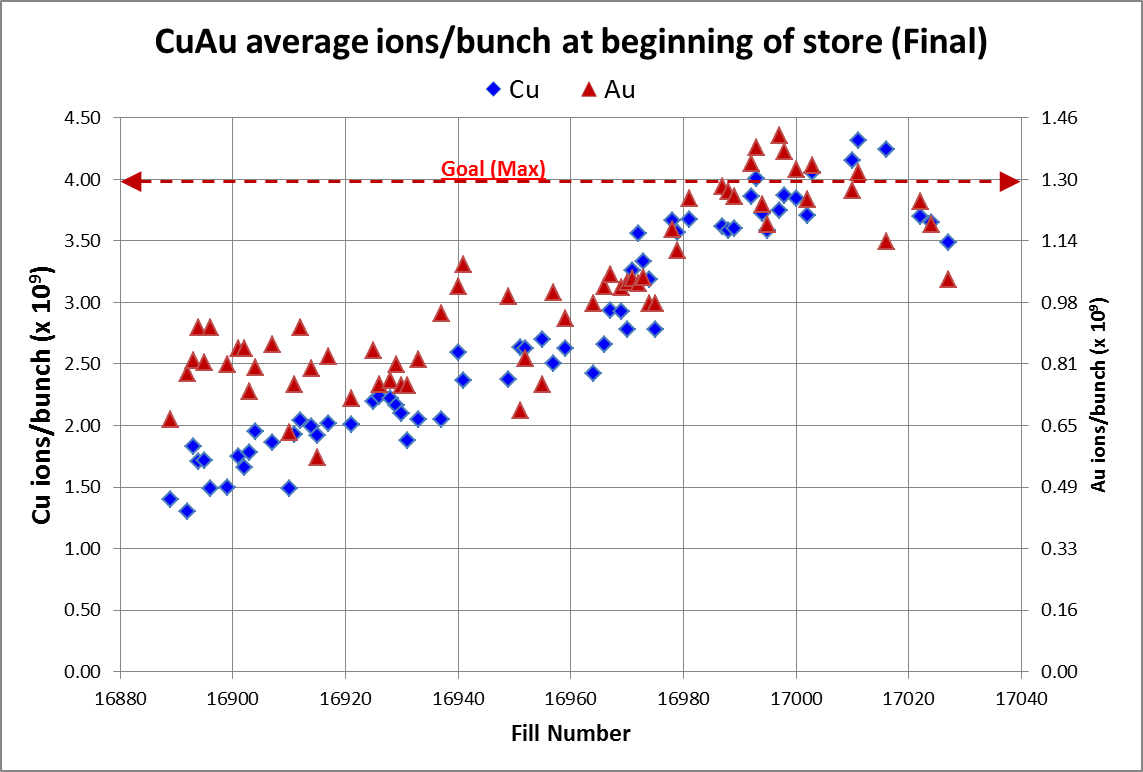 CuAu average ions/bunch at beginning of store (Final)
Cu Au
Goal (Max)
Cu ions/bunch (x 10⁹)
4.50
4.00
3.50
3.00
2.50
2.00
1.50
1.00
0.50
0.00
1.46
1.30
1.14
0.98
0.81
0.65
0.49
0.33
0.16
0.00
Au ions/bunch (x 10⁹)
16880 16900 16920 16940 16960 16980 17000 17020 17040
Fill Number